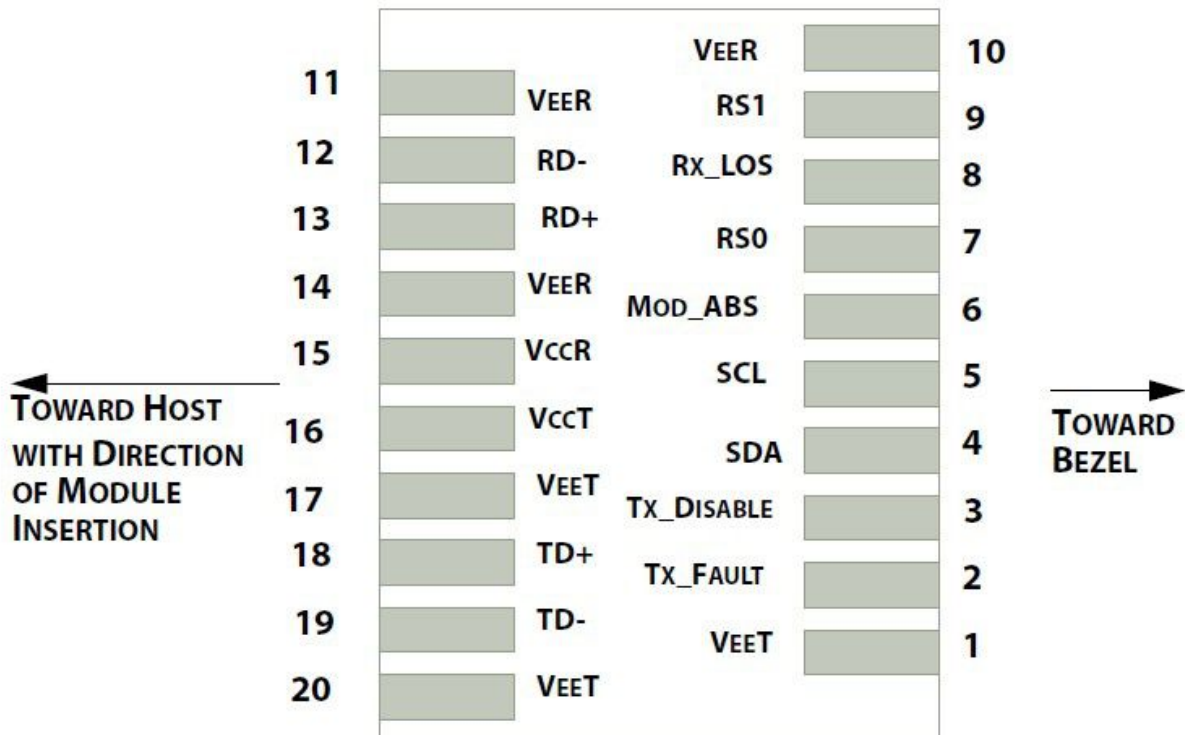 11 VEER
12 RD-
13 RD+
14 VEER
15 VCCR
16 VCCT
17 VEET
18 TD+
19 TD-
20 VEET
VEER 10
RS1 9
RX_LOS 8
RS0 7
MOD_ABS 6
SCL 5
SDA 4
TX_DISABLE 3
TX_FAULT 2
VEET 1
TOWARD HOST
WITH DIRECTION
OF MODULE
INSERTION
TOWARD
BEZEL